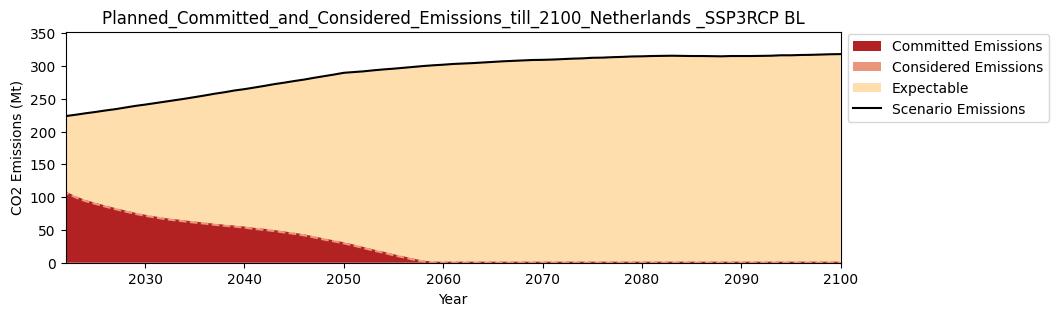 Planned_Committed_and_Considered_Emissions_till_2100_Netherlands _SSP3RCP BL
350
300
250
200
150
100
50
0
CO2 Emissions (Mt)
2030 2040 2050 2060 2070 2080 2090 2100
Year
Committed Emissions
Considered Emissions
Expectable
Scenario Emissions